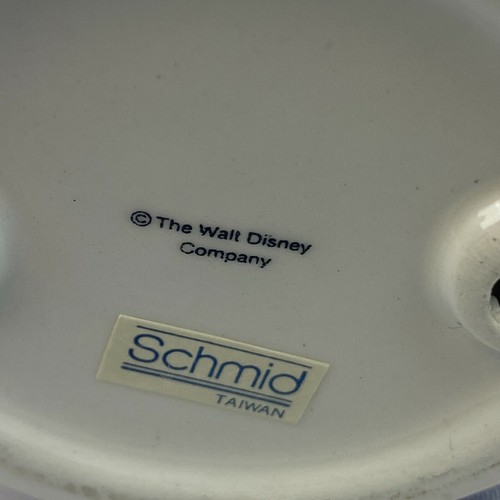 © The Walt Disney
Company
Schmid
TAIWAN